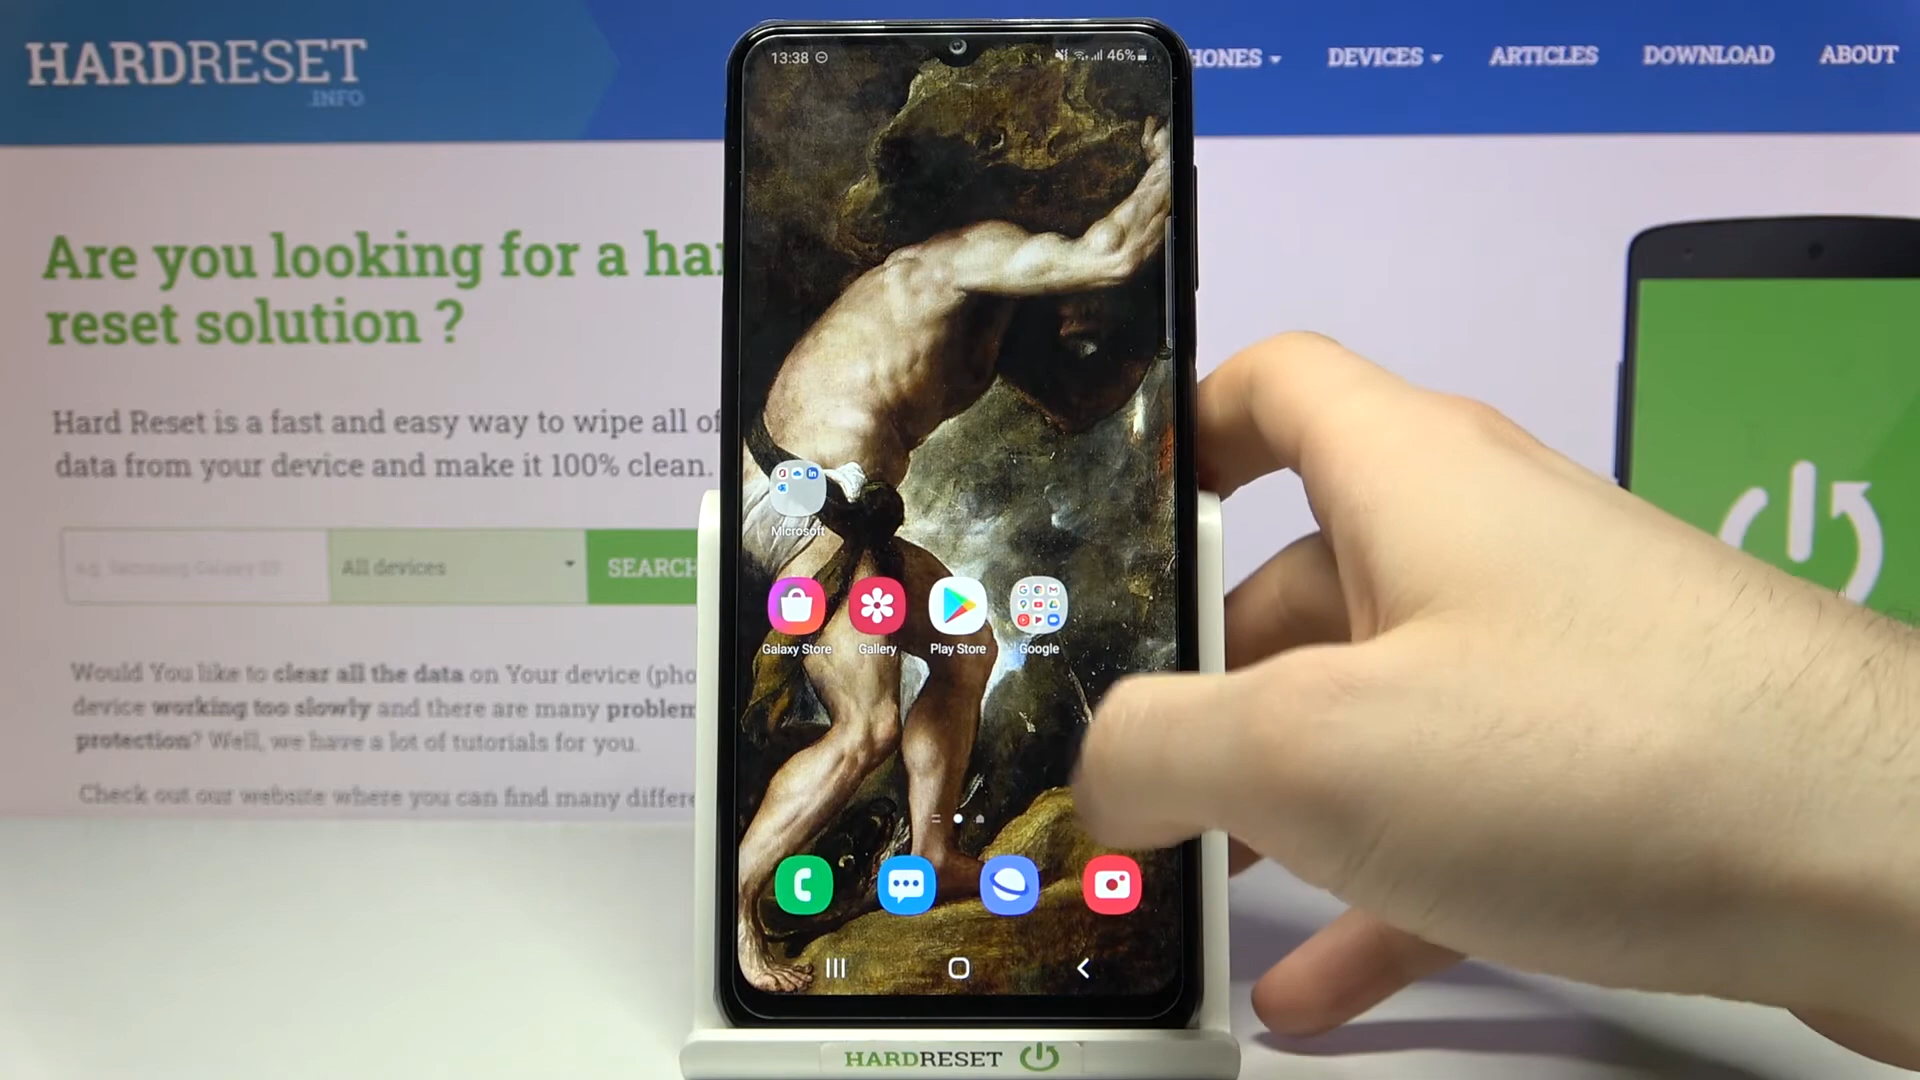 HARDRESET
.INFO
HONES
DEVICES
ARTICLES
DOWNLOAD
ABOUT
13:38
46%
Are you looking for a har
reset solution ?
Hard Reset is a fast and easy way to wipe all of
data from your device and make it 100% clean.
e.g. Samsung Galaxy S5
All devices
SEARCH
Would You like to clear all the data on Your device (pho
device working too slowly and there are many problem
protection? Well, we have a lot of tutorials for you.
Check out our website where you can find many differe
Microsoft
Galaxy Store
Gallery
Play Store
Google
HARDRESET